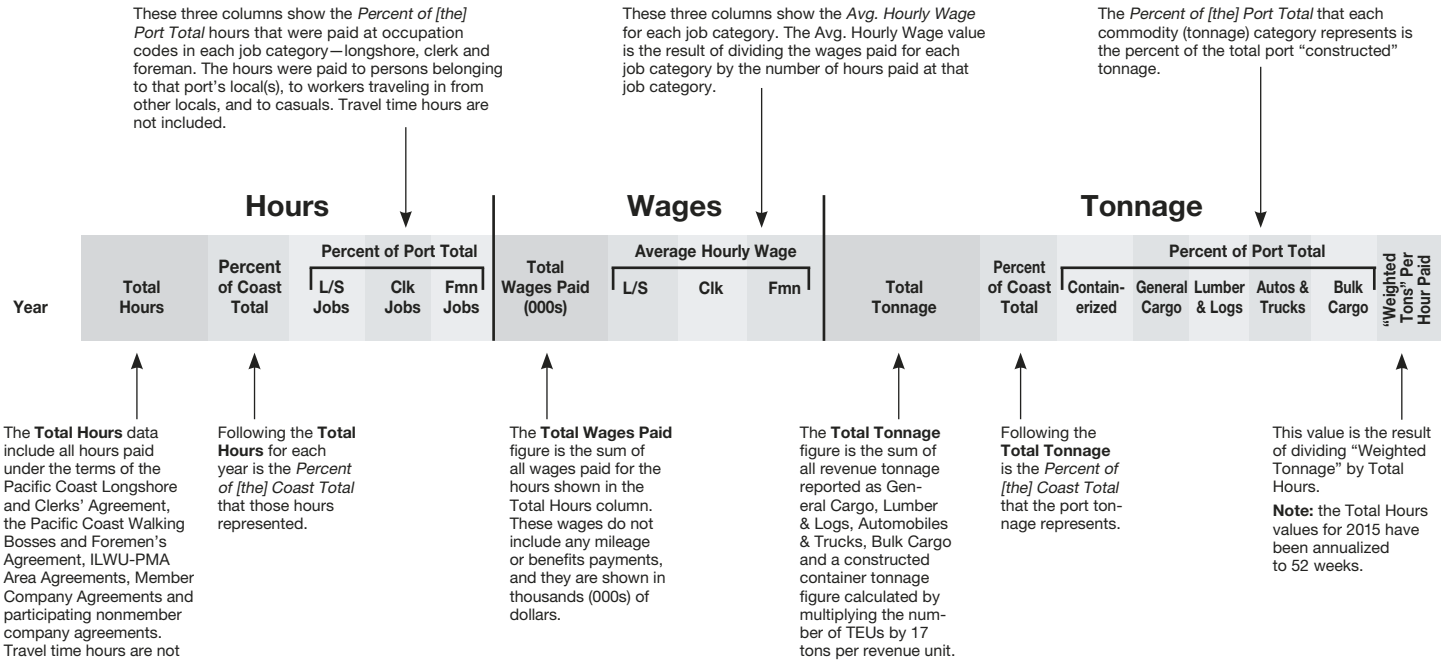 These three columns show the Percent of [the]
Port Total hours that were paid at occupation
codes in each job category—longshore, clerk and
foreman. The hours were paid to persons belonging
to that port's local(s), to workers traveling in from
other locals, and to casuals. Travel time hours are
not included.
These three columns show the Avg. Hourly Wage
for each job category. The Avg. Hourly Wage value
is the result of dividing the wages paid for each
job category by the number of hours paid at that
job category.
The Percent of [the] Port Total that each
commodity (tonnage) category represents is
the percent of the total port “constructed”
tonnage.
Hours
Wages
Tonnage
Year
Total
Hours
Percent
of Coast
Total
Percent of Port Total
L/S
Jobs
Clk
Jobs
Fmn
Jobs
Total
Wages Paid
(000s)
Average Hourly Wage
L/S
Clk
Fmn
Total
Tonnage
Percent
of Coast
Total
Percent of Port Total
Contain-
erized
General
Cargo
Lumber
& Logs
Autos &
Trucks
Bulk
Cargo
“Weighted
Tons” Per
Hour Paid
The Total Hours data
include all hours paid
under the terms of the
Pacific Coast Longshore
and Clerks' Agreement,
the Pacific Coast Walking
Bosses and Foremen's
Agreement, ILWU-PMA
Area Agreements, Member
Company Agreements and
participating nonmember
company agreements.
Travel time hours are not
Following the Total
Hours for each
year is the Percent
of [the] Coast Total
that those hours
represented.
The Total Wages Paid
figure is the sum of
all wages paid for the
hours shown in the
Total Hours column.
These wages do not
include any mileage
or benefits payments,
and they are shown in
thousands (000s) of
dollars.
The Total Tonnage
figure is the sum of
all revenue tonnage
reported as Gen-
eral Cargo, Lumber
& Logs, Automobiles
& Trucks, Bulk Cargo
and a constructed
container tonnage
figure calculated by
multiplying the num-
ber of TEUs by 17
tons per revenue unit.
Following the
Total Tonnage
is the Percent of
[the] Coast Total
that the port ton-
nage represents.
This value is the result
of dividing “Weighted
Tonnage” by Total
Hours.
Note: the Total Hours
values for 2015 have
been annualized
to 52 weeks.